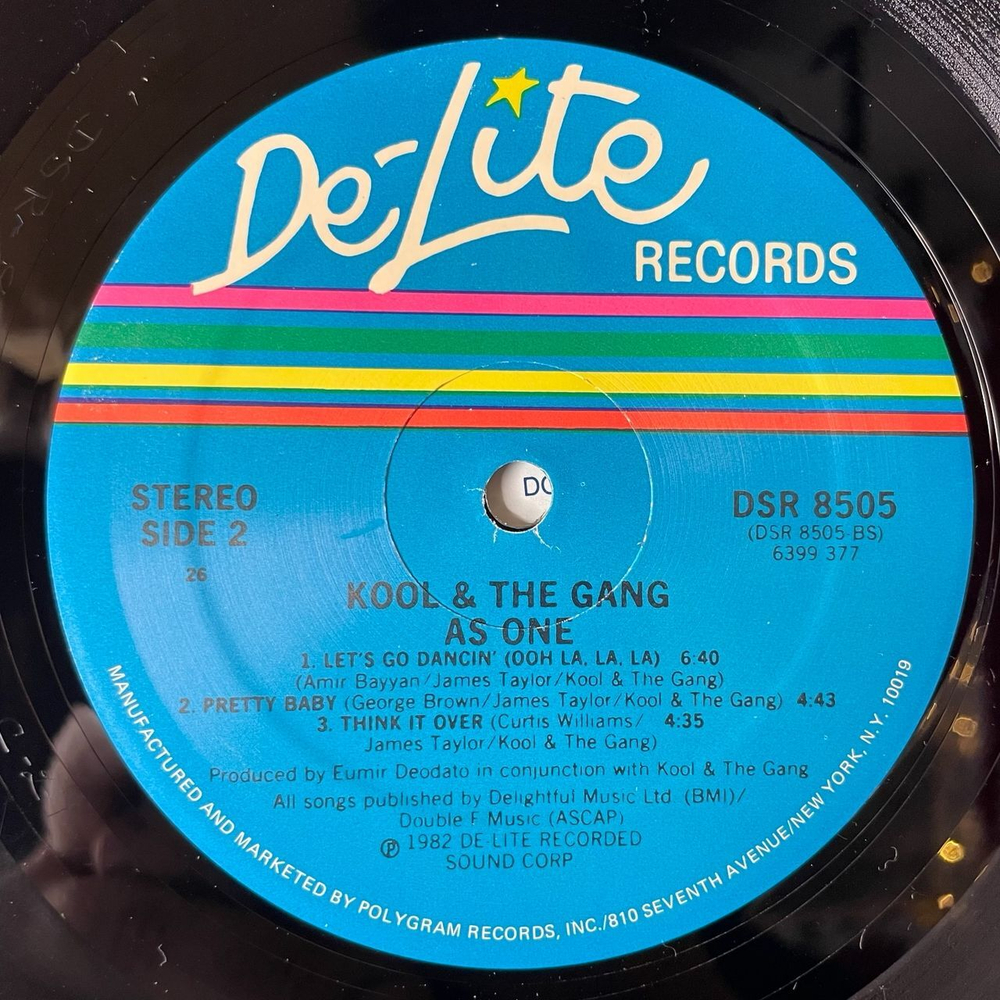 De-Lite
RECORDS
STEREO
SIDE 2
26
DSR 8505
(DSR 8505-BS)
6399 377
KOOL & THE GANG
AS ONE
1. LET'S GO DANCIN' (OOH LA, LA, LA) 6:40
(Amir Bayyan/James Taylor/Kool & The Gang)
2. PRETTY BABY (George Brown/James Taylor/Kool & The Gang) 4:43
3. THINK IT OVER (Curtis Williams/ 4:35
James Taylor/Kool & The Gang)
Produced by Eumir Deodato in conjunction with Kool & The Gang
All songs published by Delightful Music Ltd. (BMI)/
Double F Music (ASCAP)
℗ 1982 DE-LITE RECORDED
SOUND CORP
MANUFACTURED AND MARKETED BY POLYGRAM RECORDS, INC./810 SEVENTH AVENUE/NEW YORK, N.Y. 10019